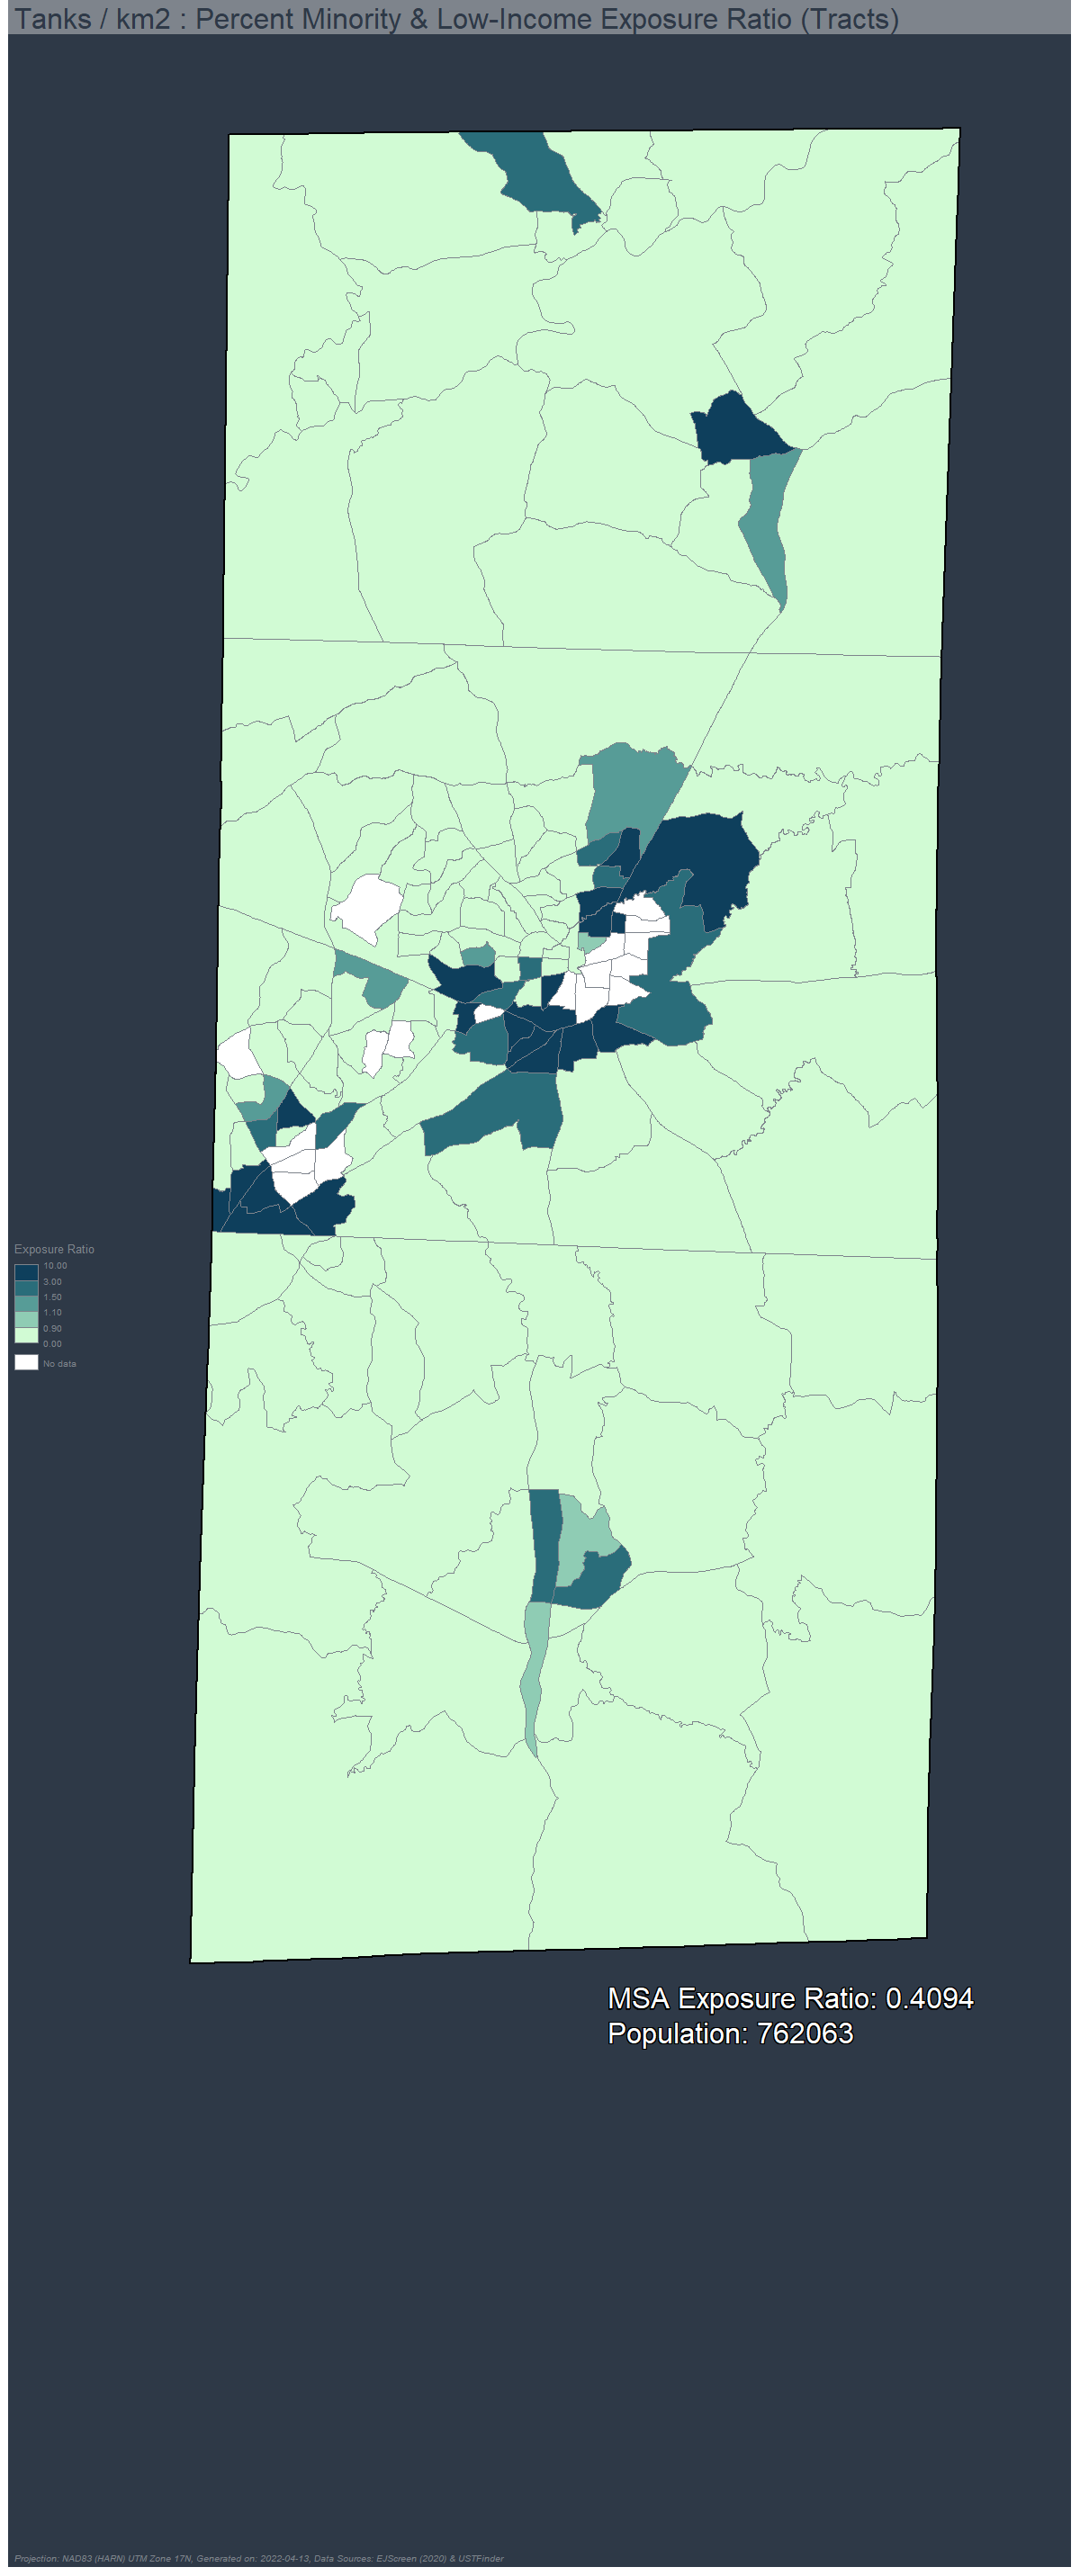 Tanks / km2 : Percent Minority & Low-Income Exposure Ratio (Tracts)
Exposure Ratio
10.00
3.00
1.50
1.10
0.90
0.00
No data
MSA Exposure Ratio: 0.4094
Population: 762063
Projection: NAD83 (HARN) UTM Zone 17N, Generated on: 2022-04-13, Data Sources: EJScreen (2020) & USTFinder